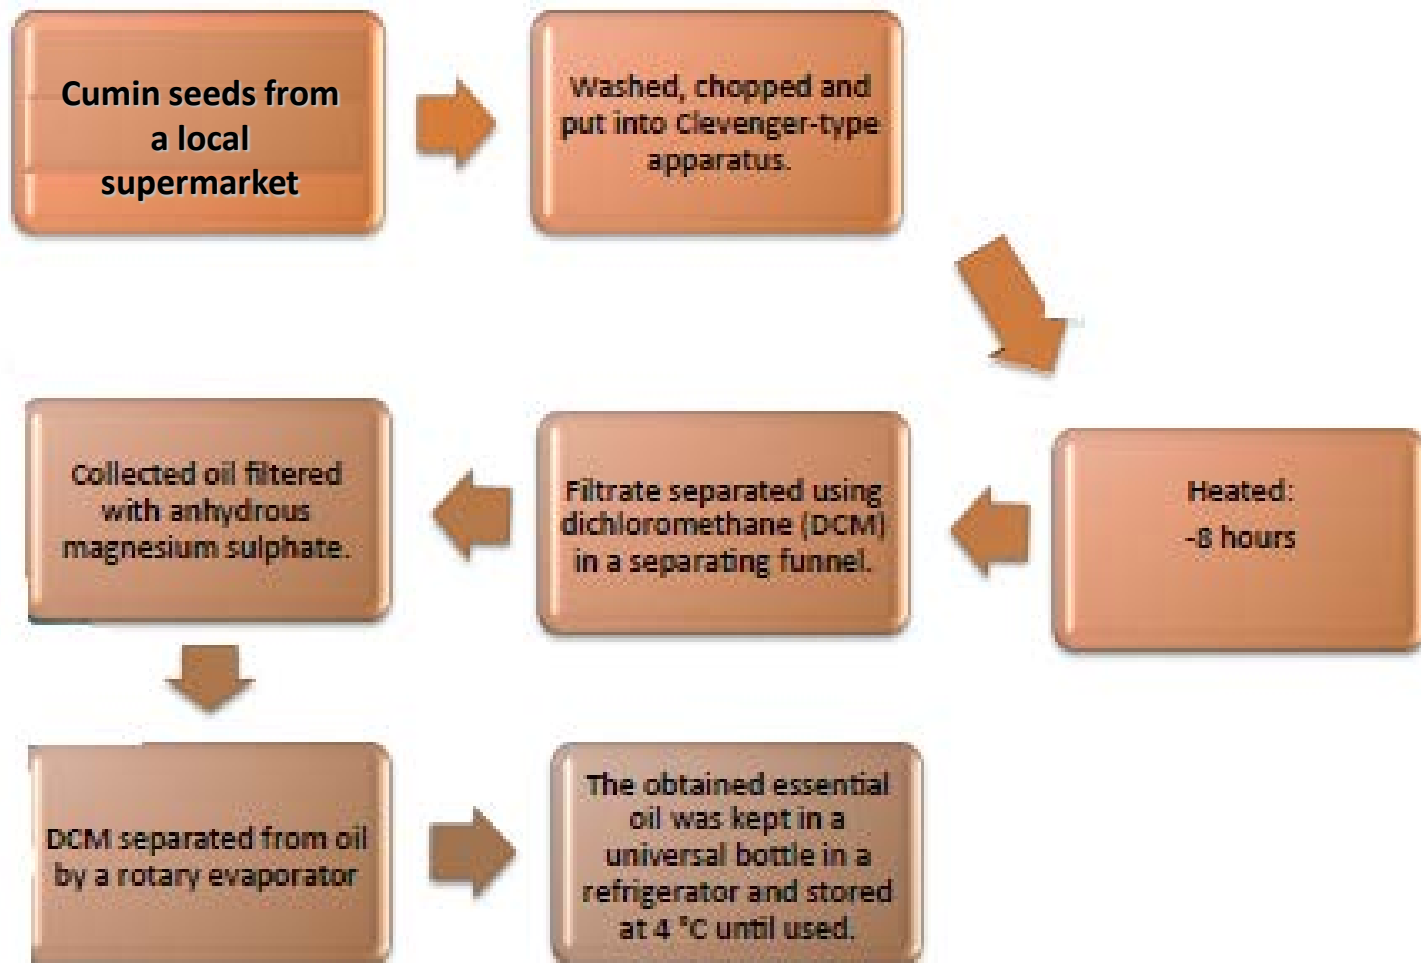 Cumin seeds from
a local
supermarket
Washed, chopped and
put into Clevenger-type
apparatus.
Heated:
-8 hours
Filtrate separated using
dichloromethane (DCM)
in a separating funnel.
Collected oil filtered
with anhydrous
magnesium sulphate.
DCM separated from oil
by a rotary evaporator
The obtained essential
oil was kept in a
universal bottle in a
refrigerator and stored
at 4 °C until used.